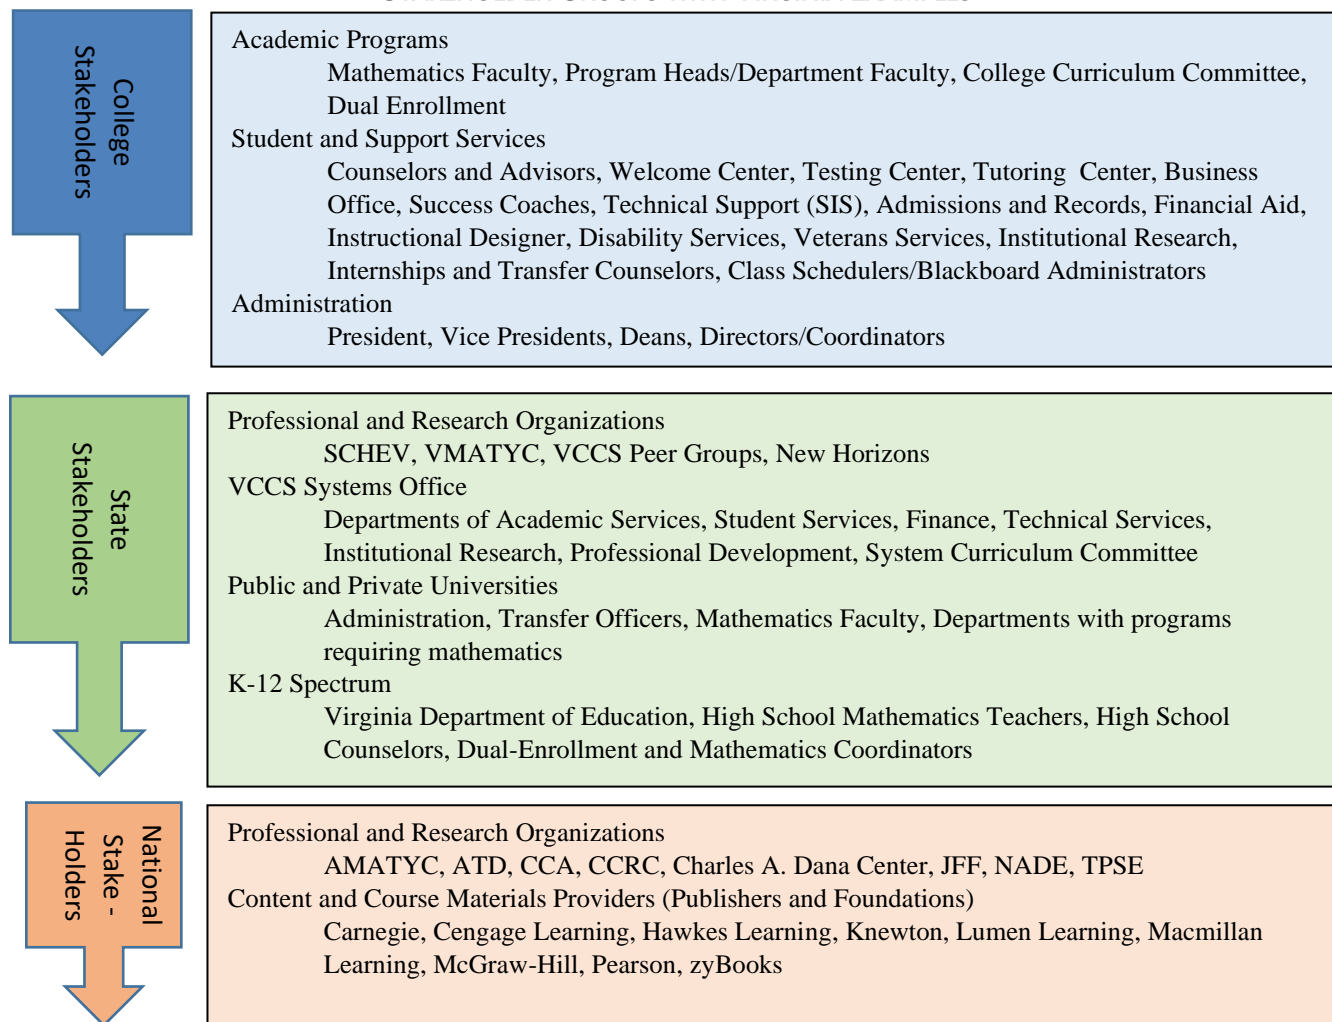 College
Stakeholders
Academic Programs
Mathematics Faculty, Program Heads/Department Faculty, College Curriculum Committee,
Dual Enrollment
Student and Support Services
Counselors and Advisors, Welcome Center, Testing Center, Tutoring Center, Business
Office, Success Coaches, Technical Support (SIS), Admissions and Records, Financial Aid,
Instructional Designer, Disability Services, Veterans Services, Institutional Research,
Internships and Transfer Counselors, Class Schedulers/Blackboard Administrators
Administration
President, Vice Presidents, Deans, Directors/Coordinators
State
Stakeholders
Professional and Research Organizations
SCHEV, VMATYC, VCCS Peer Groups, New Horizons
VCCS Systems Office
Departments of Academic Services, Student Services, Finance, Technical Services,
Institutional Research, Professional Development, System Curriculum Committee
Public and Private Universities
Administration, Transfer Officers, Mathematics Faculty, Departments with programs
requiring mathematics
K-12 Spectrum
Virginia Department of Education, High School Mathematics Teachers, High School
Counselors, Dual-Enrollment and Mathematics Coordinators
National
Stake -
Holders
Professional and Research Organizations
AMATYC, ATD, CCA, CCRC, Charles A. Dana Center, JFF, NADE, TPSE
Content and Course Materials Providers (Publishers and Foundations)
Carnegie, Cengage Learning, Hawkes Learning, Knewton, Lumen Learning, Macmillan
Learning, McGraw-Hill, Pearson, zyBooks